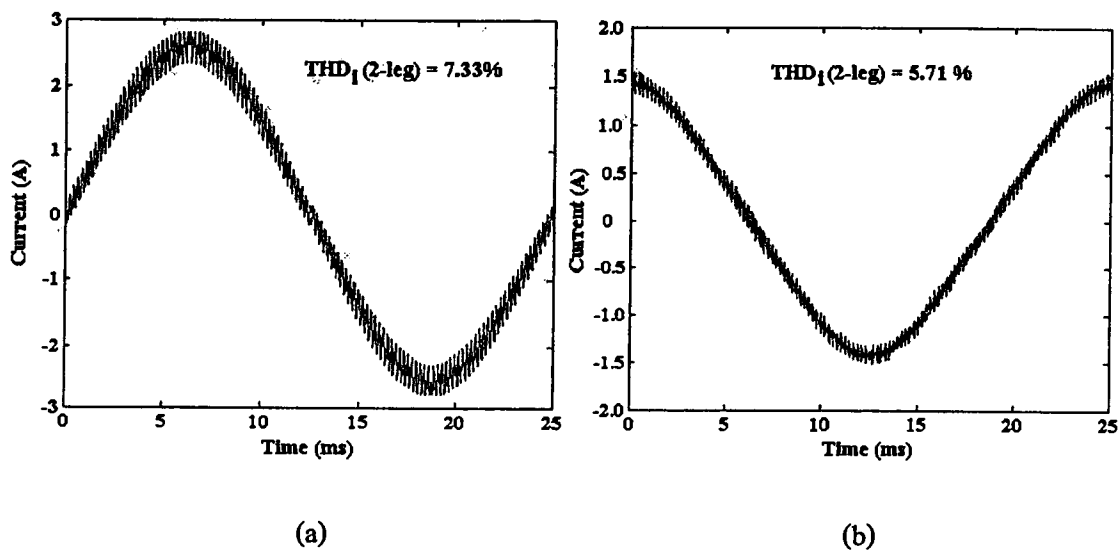 3
2
1
0
-1
-2
-3
Current (A)
THD_i (2-leg) = 7.33%
0 5 10 15 20 25
Time (ms)
(a)
2.0
1.5
1.0
0.5
0
-0.5
-1.0
-1.5
-2.0
Current (A)
THD_i (2-leg) = 5.71 %
0 5 10 15 20 25
Time (ms)
(b)